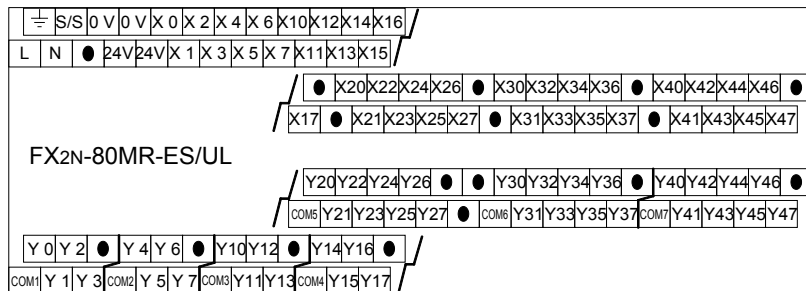 ⏚ S/S 0 V 0 V X 0 X 2 X 4 X 6 X10 X12 X14 X16
L N ● 24V 24V X 1 X 3 X 5 X 7 X11 X13 X15
● X20 X22 X24 X26 ● X30 X32 X34 X36 ● X40 X42 X44 X46 ●
X17 ● X21 X23 X25 X27 ● X31 X33 X35 X37 ● X41 X43 X45 X47
FX2N-80MR-ES/UL
Y20 Y22 Y24 Y26 ● ● Y30 Y32 Y34 Y36 ● Y40 Y42 Y44 Y46 ●
COM5 Y21 Y23 Y25 Y27 ● COM6 Y31 Y33 Y35 Y37 COM7 Y41 Y43 Y45 Y47
Y 0 Y 2 ● Y 4 Y 6 ● Y10 Y12 ● Y14 Y16 ●
COM1 Y 1 Y 3 COM2 Y 5 Y 7 COM3 Y11 Y13 COM4 Y15 Y17